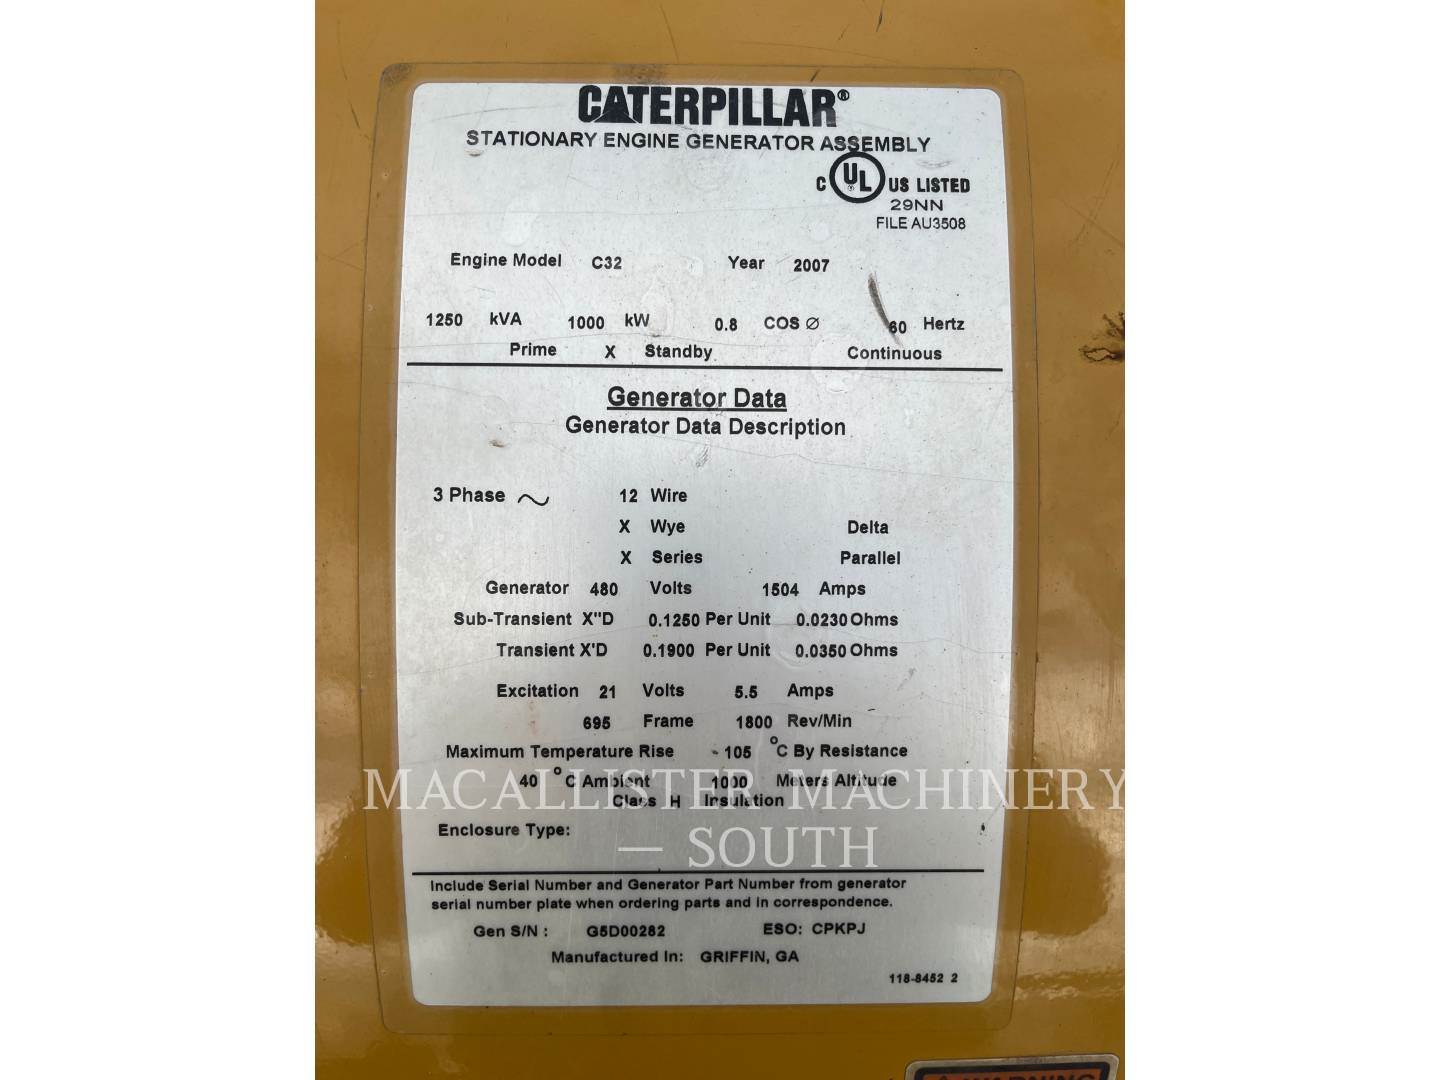 CATERPILLAR®
STATIONARY ENGINE GENERATOR ASSEMBLY
C UL US LISTED
29NN
FILE AU3508
Engine Model C32 Year 2007
1250 kVA 1000 kW 0.8 COS Ø 60 Hertz
Prime X Standby Continuous
Generator Data
Generator Data Description
3 Phase ~ 12 Wire
X Wye Delta
X Series Parallel
Generator 480 Volts 1504 Amps
Sub-Transient X"D 0.1250 Per Unit 0.0230 Ohms
Transient X'D 0.1900 Per Unit 0.0350 Ohms
Excitation 21 Volts 5.5 Amps
695 Frame 1800 Rev/Min
Maximum Temperature Rise 105 °C By Resistance
40 °C Ambient 1000 Meters Altitude
Class H Insulation
MACALLISTER MACHINERY
— SOUTH
Enclosure Type:
Include Serial Number and Generator Part Number from generator
serial number plate when ordering parts and in correspondence.
Gen S/N : G5D00282 ESO: CPKPJ
Manufactured In: GRIFFIN, GA
118-8452 2
WARNING